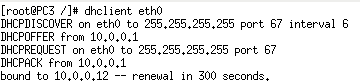 [root@PC3 /]# dhclient eth0
DHCPDISCOVER on eth0 to 255.255.255.255 port 67 interval 6
DHCPOFFER from 10.0.0.1
DHCPREQUEST on eth0 to 255.255.255.255 port 67
DHCPACK from 10.0.0.1
bound to 10.0.0.12 -- renewal in 300 seconds.